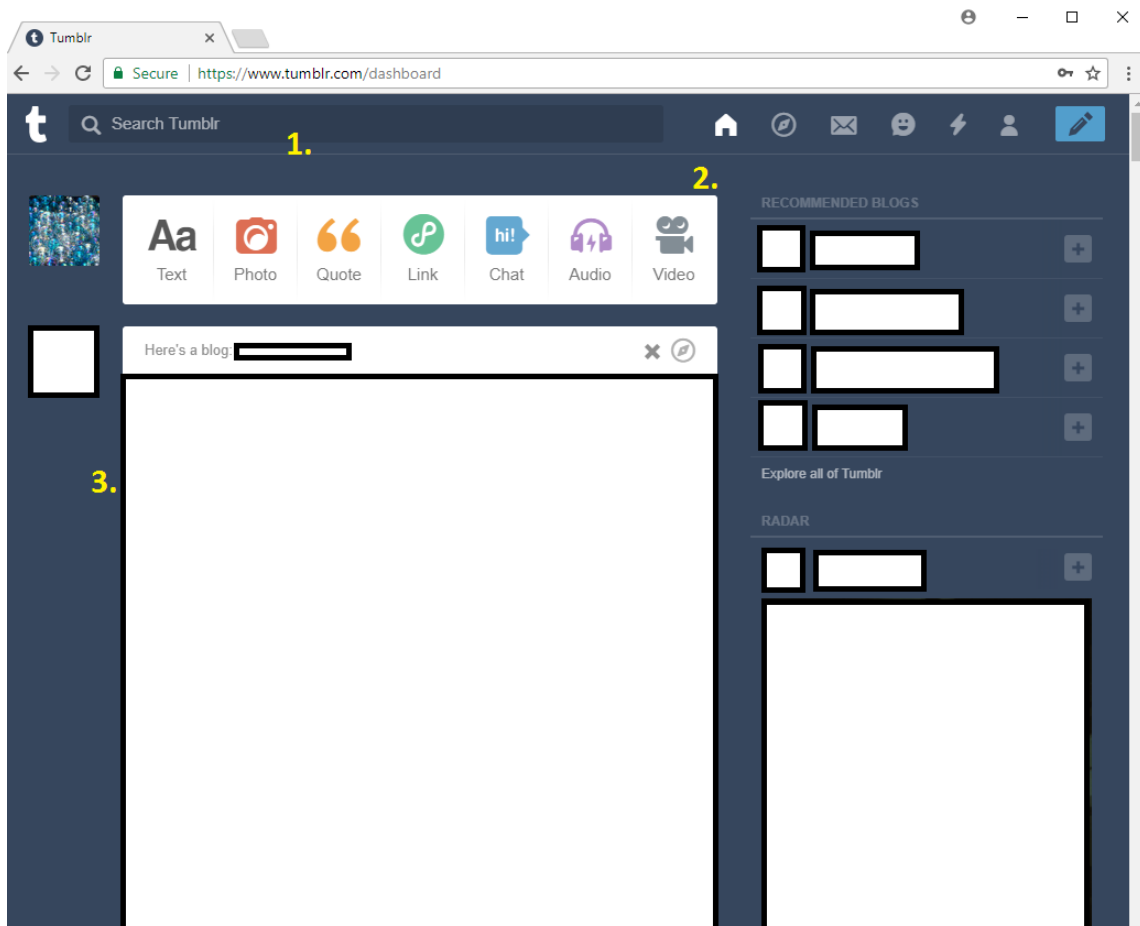 Tumblr
Secure | https://www.tumblr.com/dashboard
t Search Tumblr
1.
2.
Aa
hi!
Text Photo Quote Link Chat Audio Video
Here's a blog:
3.
RECOMMENDED BLOGS
Explore all of Tumblr
RADAR